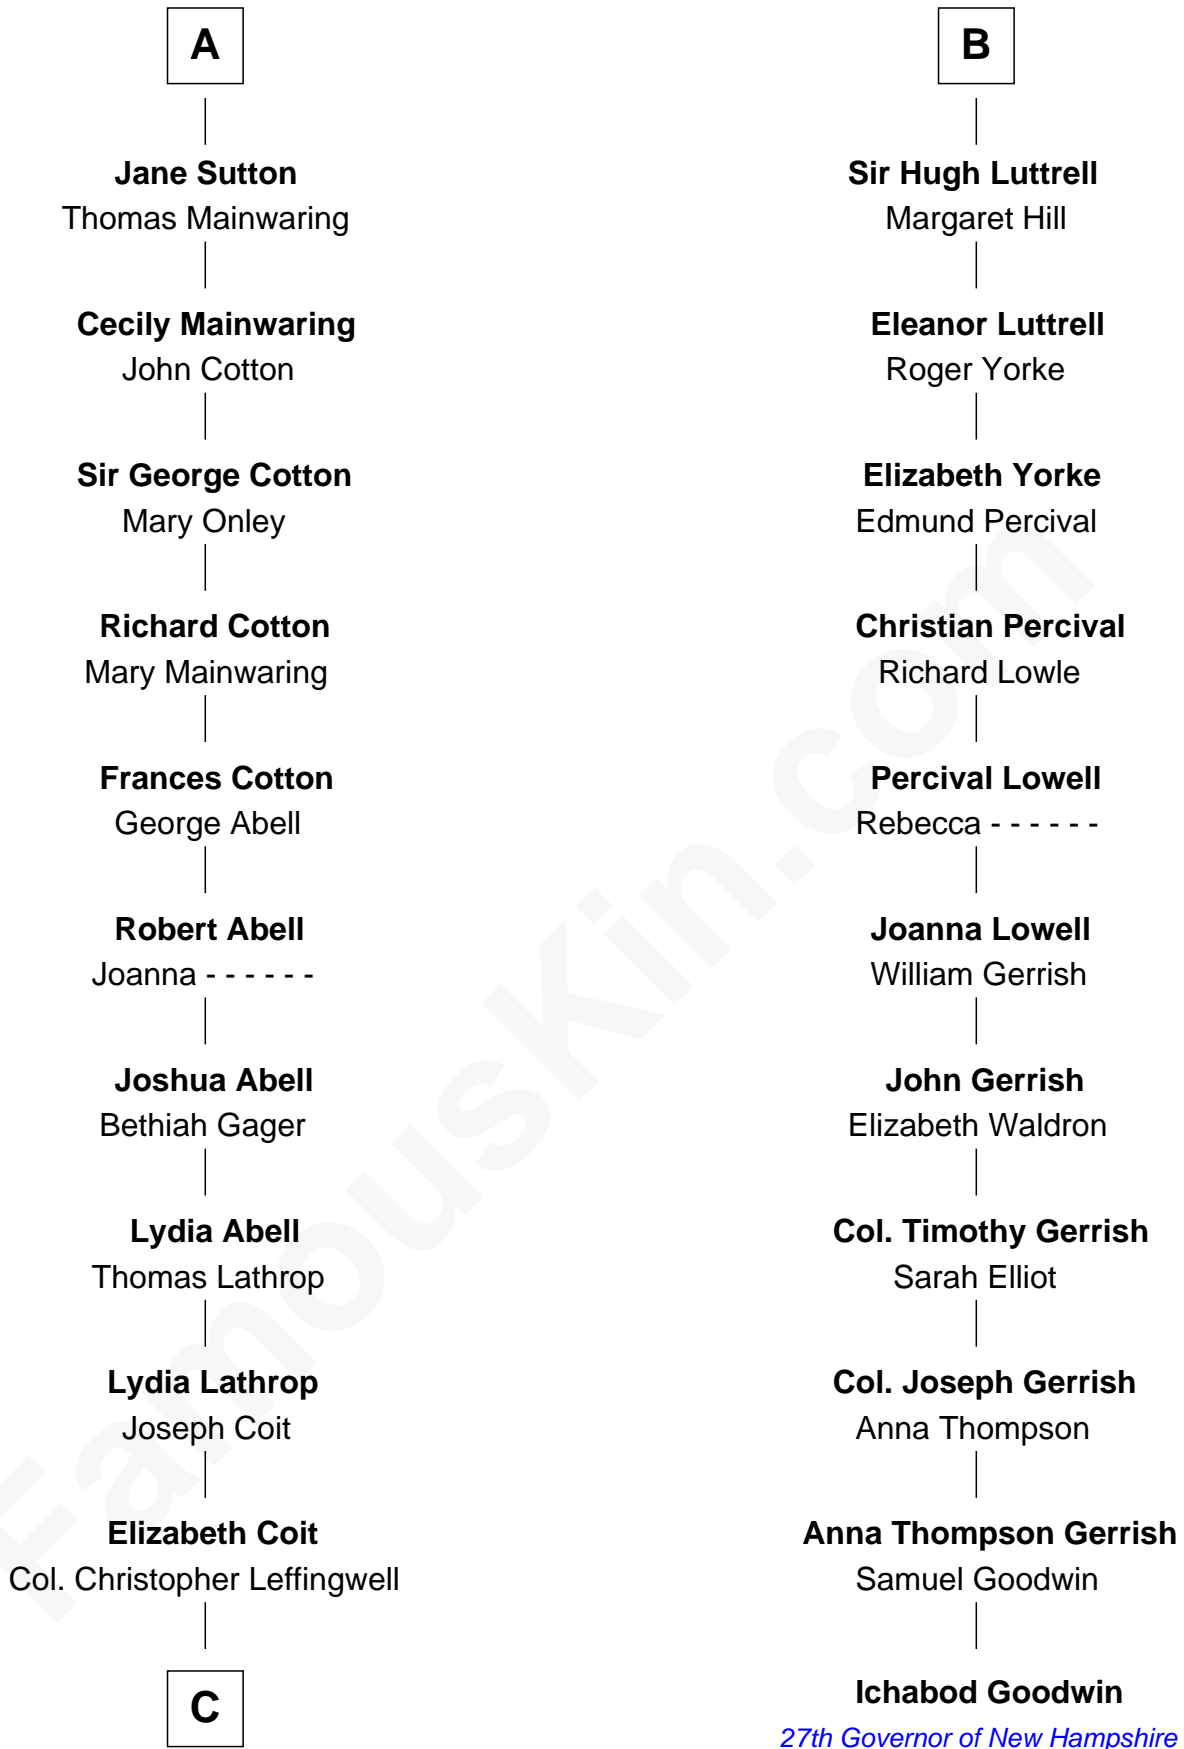 A
Jane Sutton
Thomas Mainwaring
Cecily Mainwaring
John Cotton
Sir George Cotton
Mary Onley
Richard Cotton
Mary Mainwaring
Frances Cotton
George Abell
Robert Abell
Joanna - - - - - -
Joshua Abell
Bethiah Gager
Lydia Abell
Thomas Lathrop
Lydia Lathrop
Joseph Coit
Elizabeth Coit
Col. Christopher Leffingwell
C
B
Sir Hugh Luttrell
Margaret Hill
Eleanor Luttrell
Roger Yorke
Elizabeth Yorke
Edmund Percival
Christian Percival
Richard Lowle
Percival Lowell
Rebecca - - - - - -
Joanna Lowell
William Gerrish
John Gerrish
Elizabeth Waldron
Col. Timothy Gerrish
Sarah Elliot
Col. Joseph Gerrish
Anna Thompson
Anna Thompson Gerrish
Samuel Goodwin
Ichabod Goodwin
27th Governor of New Hampshire
FamousKin.com